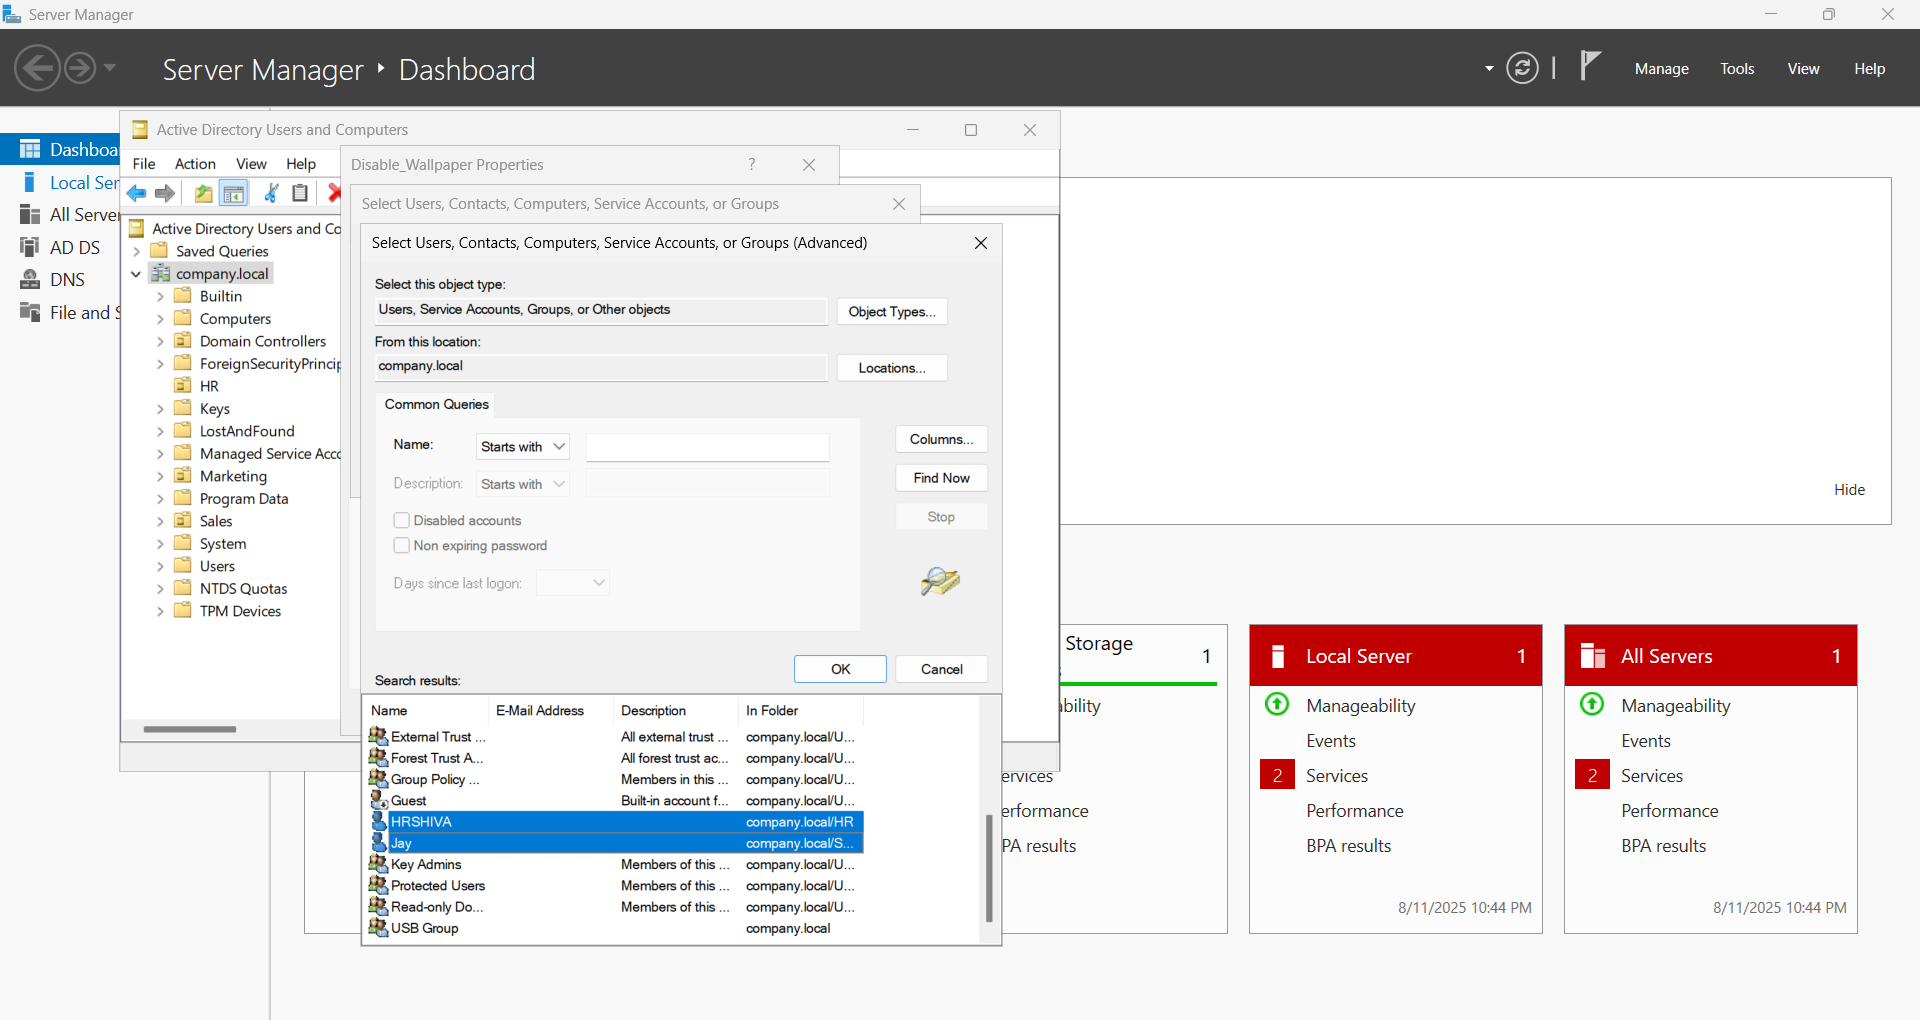 Server Manager
Server Manager ‣ Dashboard
Manage
Tools
View
Help
Dashboa
Local Ser
All Server
AD DS
DNS
File and S
Active Directory Users and Computers
File
Action
View
Help
Active Directory Users and Co
Saved Queries
company.local
Builtin
Computers
Domain Controllers
ForeignSecurityPrincip
HR
Keys
LostAndFound
Managed Service Acco
Marketing
Program Data
Sales
System
Users
NTDS Quotas
TPM Devices
Disable_Wallpaper Properties
?
Select Users, Contacts, Computers, Service Accounts, or Groups
Select Users, Contacts, Computers, Service Accounts, or Groups (Advanced)
Select this object type:
Users, Service Accounts, Groups, or Other objects
Object Types...
From this location:
company.local
Locations...
Common Queries
Name:
Starts with
Description:
Starts with
Disabled accounts
Non expiring password
Days since last logon:
Columns...
Find Now
Stop
OK
Cancel
Search results:
Name E-Mail Address Description In Folder
External Trust ... All external trust ... company.local/U...
Forest Trust A... All forest trust ac... company.local/U...
Group Policy ... Members in this ... company.local/U...
Guest Built-in account f... company.local/U...
HRSHIVA company.local/HR
Jay company.local/S...
Key Admins Members of this ... company.local/U...
Protected Users Members of this ... company.local/U...
Read-only Do... Members of this ... company.local/U...
USB Group company.local
Hide
Storage 1
bility
ervices
erformance
PA results
Local Server 1
Manageability
Events
2 Services
Performance
BPA results
8/11/2025 10:44 PM
All Servers 1
Manageability
Events
2 Services
Performance
BPA results
8/11/2025 10:44 PM